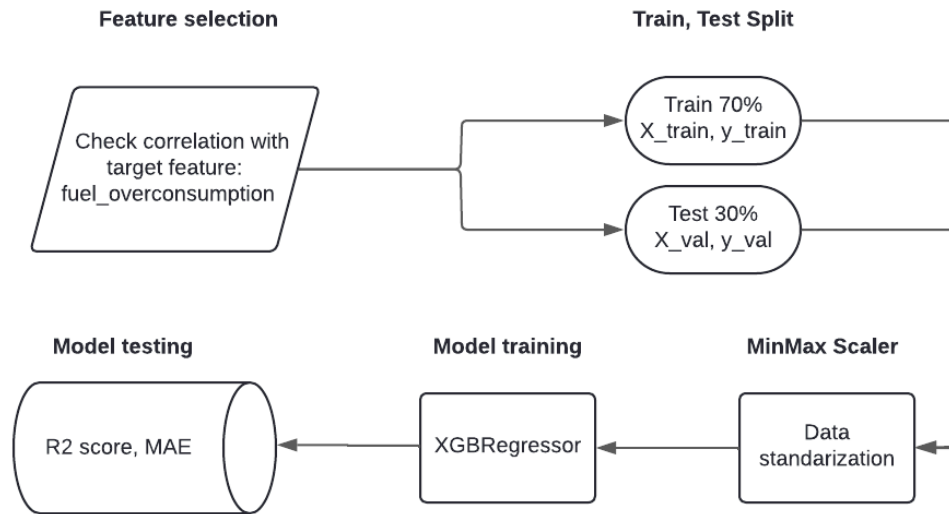 Feature selection
Train, Test Split
Check correlation with
target feature:
fuel_overconsumption
Train 70%
X_train, y_train
Test 30%
X_val, y_val
Model testing
Model training
MinMax Scaler
R2 score, MAE
XGBRegressor
Data
standarization